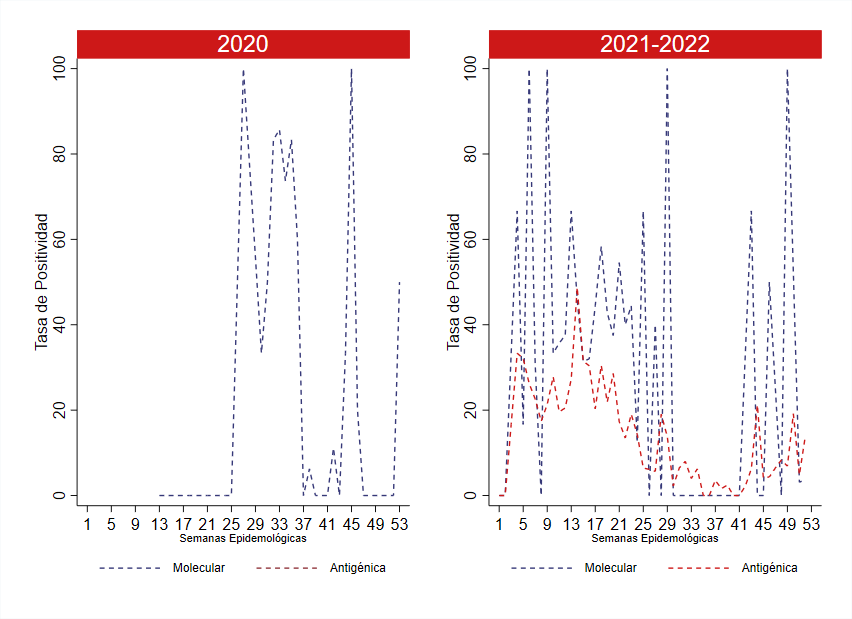 2020
Tasa de Positividad
100
80
60
40
20
0
1 5 9 13 17 21 25 29 33 37 41 45 49 53
Semanas Epidemológicas
Molecular Antigénica
2021-2022
Tasa de Positividad
100
80
60
40
20
0
1 5 9 13 17 21 25 29 33 37 41 45 49 53
Semanas Epidemológicas
Molecular Antigénica